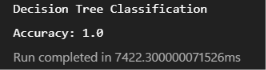 Decision Tree Classification
Accuracy: 1.0
Run completed in 7422.300000071526ms